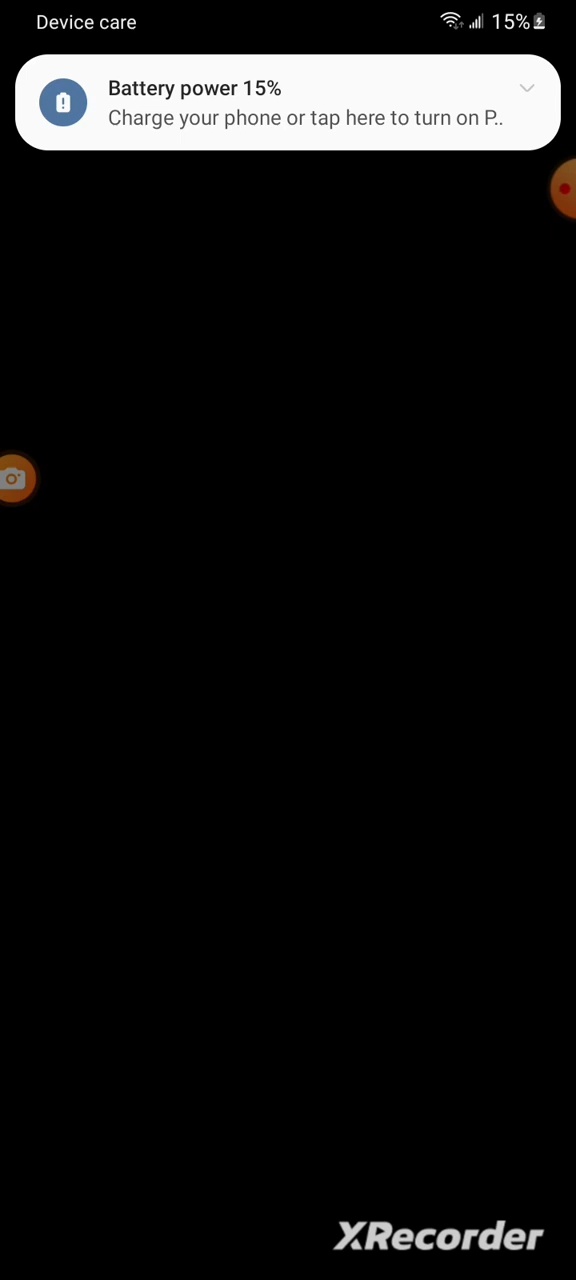 Device care
15%
Battery power 15%
Charge your phone or tap here to turn on P..
XRecorder